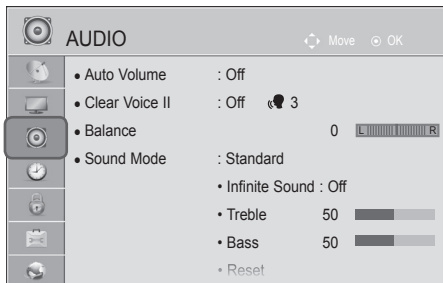 AUDIO Move OK
• Auto Volume : Off
• Clear Voice II : Off 3
• Balance 0 L R
• Sound Mode : Standard
• Infinite Sound : Off
• Treble 50
• Bass 50
• Reset